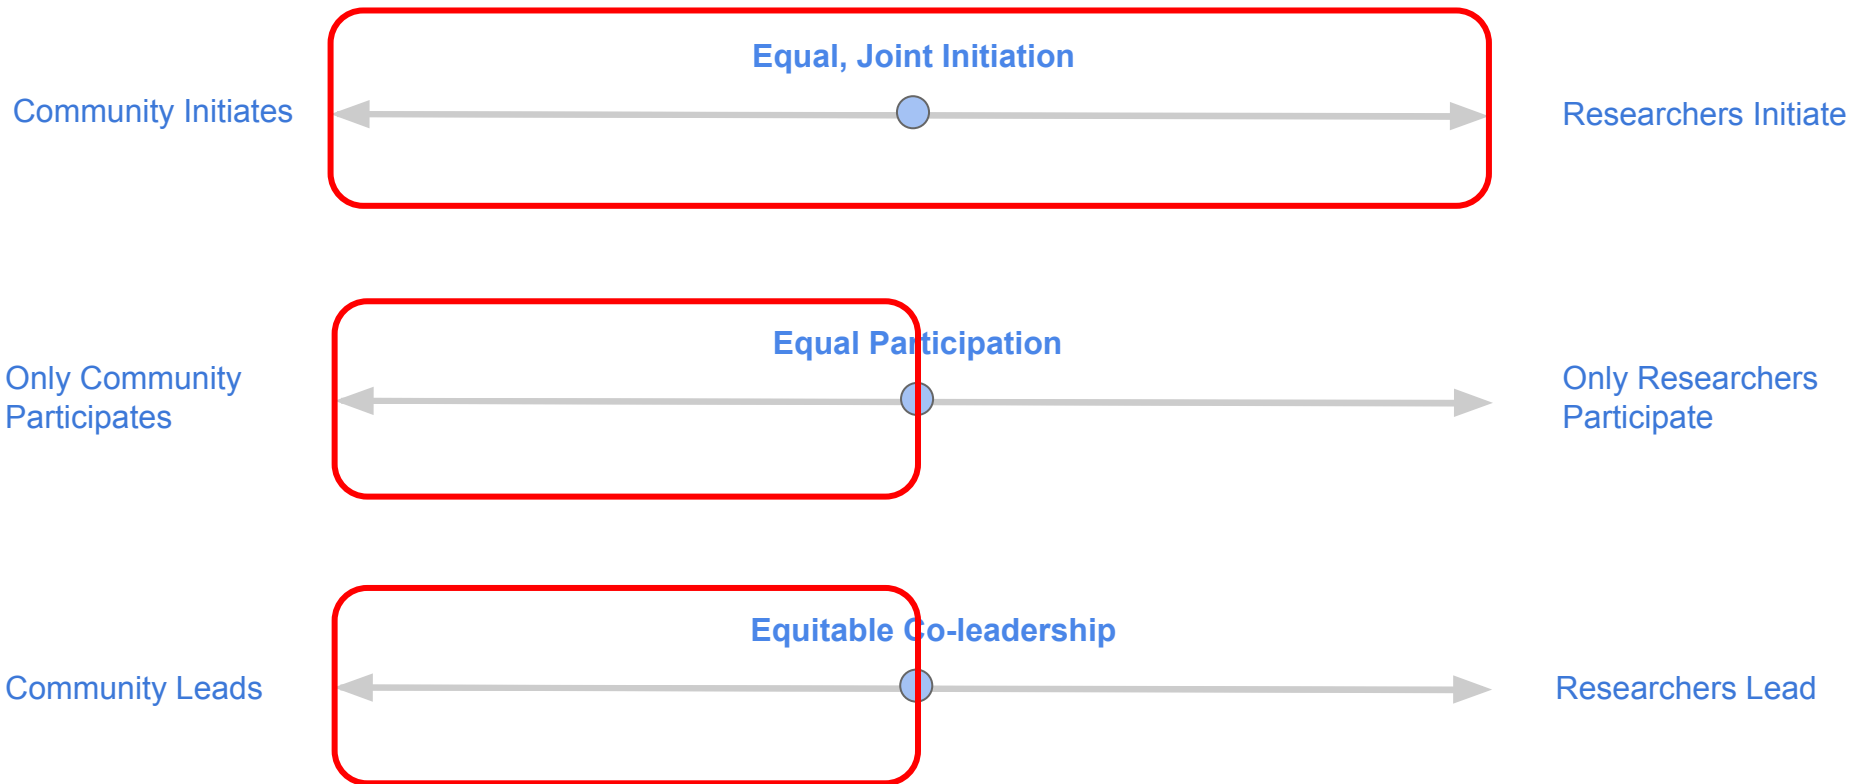 Equal, Joint Initiation
Community Initiates
Researchers Initiate
Equal Participation
Only Community
Participates
Only Researchers
Participate
Equitable Co-leadership
Community Leads
Researchers Lead